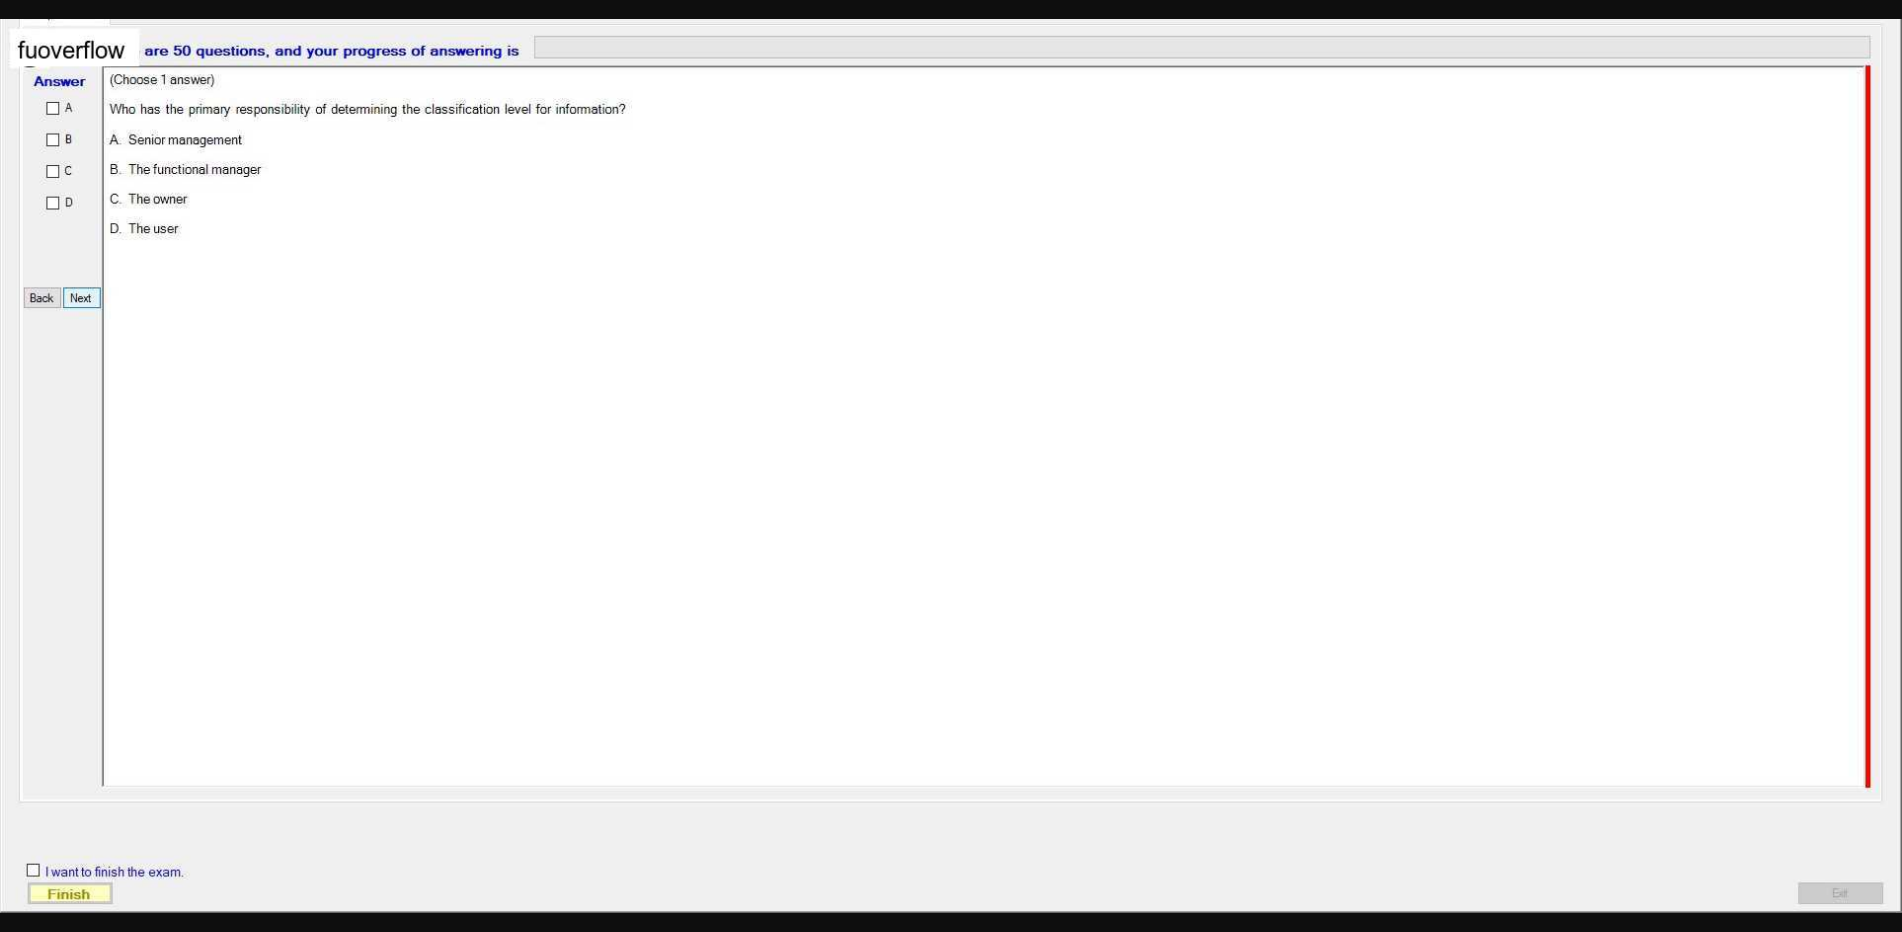 fuoverflow are 50 questions, and your progress of answering is
Answer
(Choose 1 answer)
A
Who has the primary responsibility of determining the classification level for information?
B
A. Senior management
C
B. The functional manager
D
C. The owner
D. The user
Back Next
I want to finish the exam.
Finish
Exit